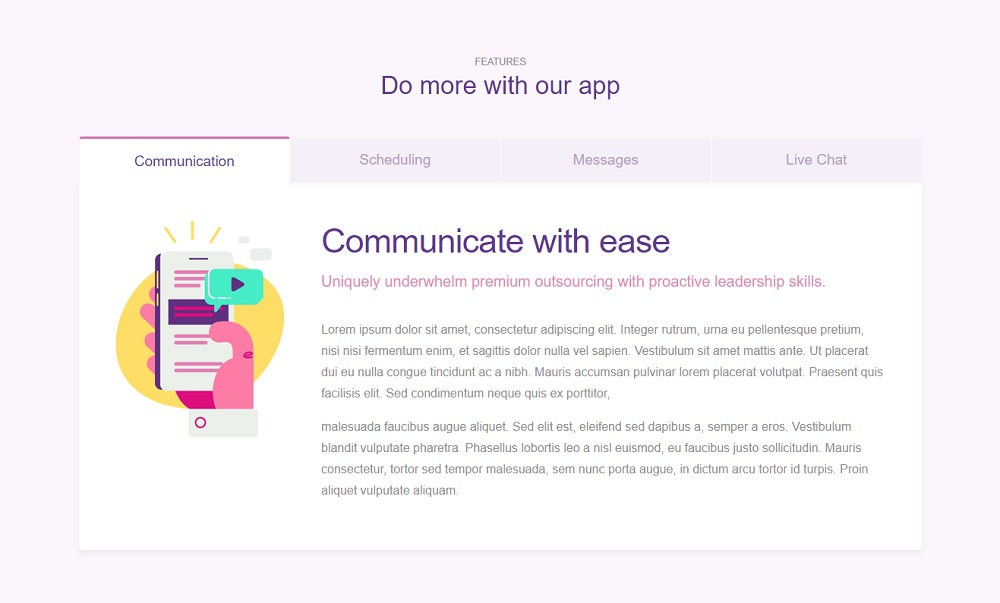 FEATURES
Do more with our app
Communication
Scheduling
Messages
Live Chat
Communicate with ease
Uniquely underwhelm premium outsourcing with proactive leadership skills.
Lorem ipsum dolor sit amet, consectetur adipiscing elit. Integer rutrum, urna eu pellentesque pretium,
nisi nisi fermentum enim, et sagittis dolor nulla vel sapien. Vestibulum sit amet mattis ante. Ut placerat
dui eu nulla congue tincidunt ac a nibh. Mauris accumsan pulvinar lorem placerat volutpat. Praesent quis
facilisis elit. Sed condimentum neque quis ex porttitor,
malesuada faucibus augue aliquet. Sed elit est, eleifend sed dapibus a, semper a eros. Vestibulum
blandit vulputate pharetra. Phasellus lobortis leo a nisl euismod, eu faucibus justo sollicitudin. Mauris
consectetur, tortor sed tempor malesuada, sem nunc porta augue, in dictum arcu tortor id turpis. Proin
aliquet vulputate aliquam.